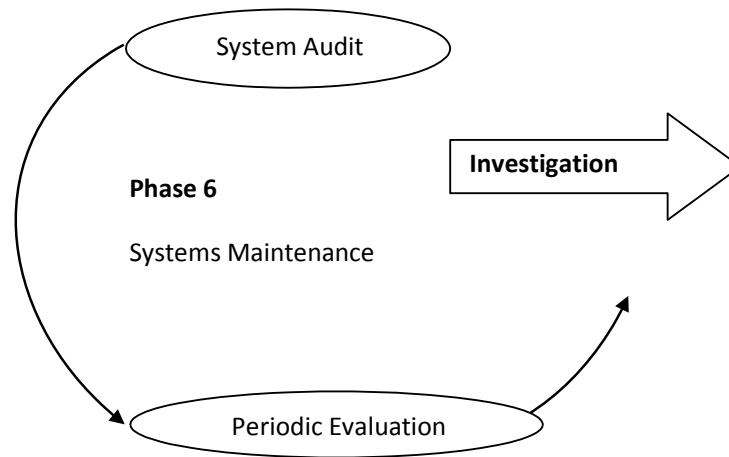 System Audit
Investigation
Phase 6
Systems Maintenance
Periodic Evaluation